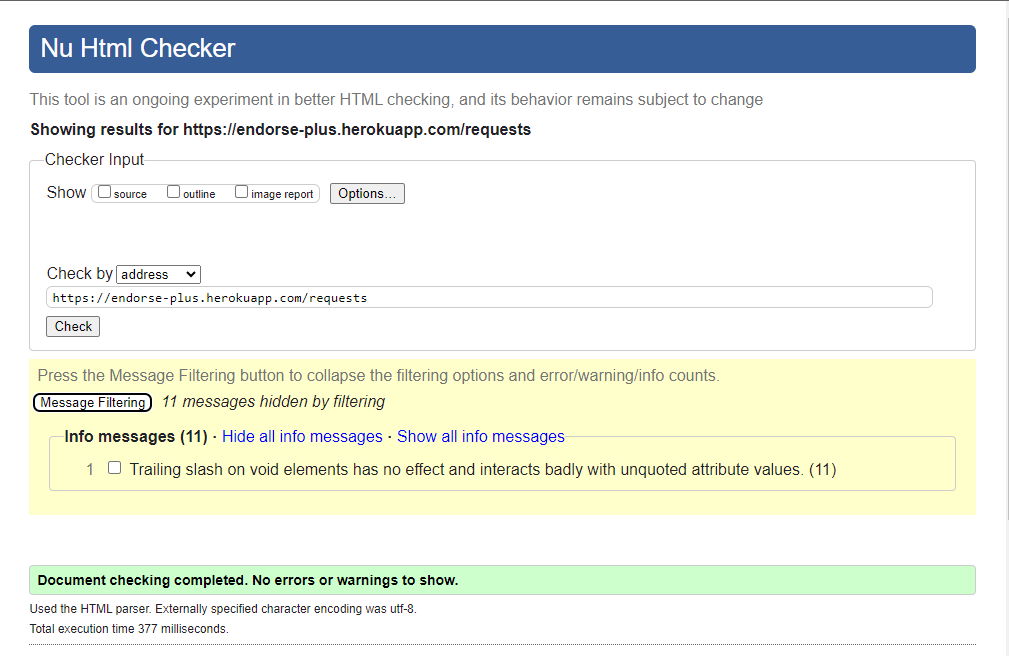 Nu Html Checker
This tool is an ongoing experiment in better HTML checking, and its behavior remains subject to change
Showing results for https://endorse-plus.herokuapp.com/requests
Checker Input
Show source outline image report Options...
Check by address
https://endorse-plus.herokuapp.com/requests
Check
Press the Message Filtering button to collapse the filtering options and error/warning/info counts.
Message Filtering 11 messages hidden by filtering
Info messages (11) · Hide all info messages · Show all info messages
1 Trailing slash on void elements has no effect and interacts badly with unquoted attribute values. (11)
Document checking completed. No errors or warnings to show.
Used the HTML parser. Externally specified character encoding was utf-8.
Total execution time 377 milliseconds.